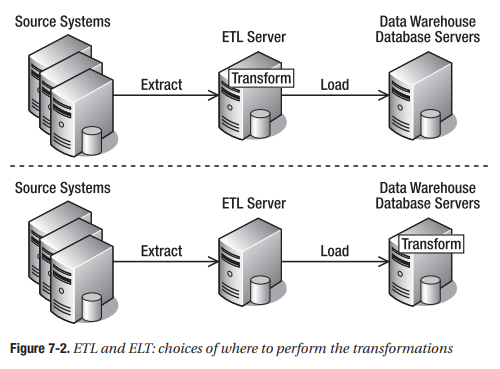 Source Systems
ETL Server
Data Warehouse
Database Servers
Extract
Transform
Load
Source Systems
ETL Server
Data Warehouse
Database Servers
Extract
Load
Transform
Figure 7-2. ETL and ELT: choices of where to perform the transformations